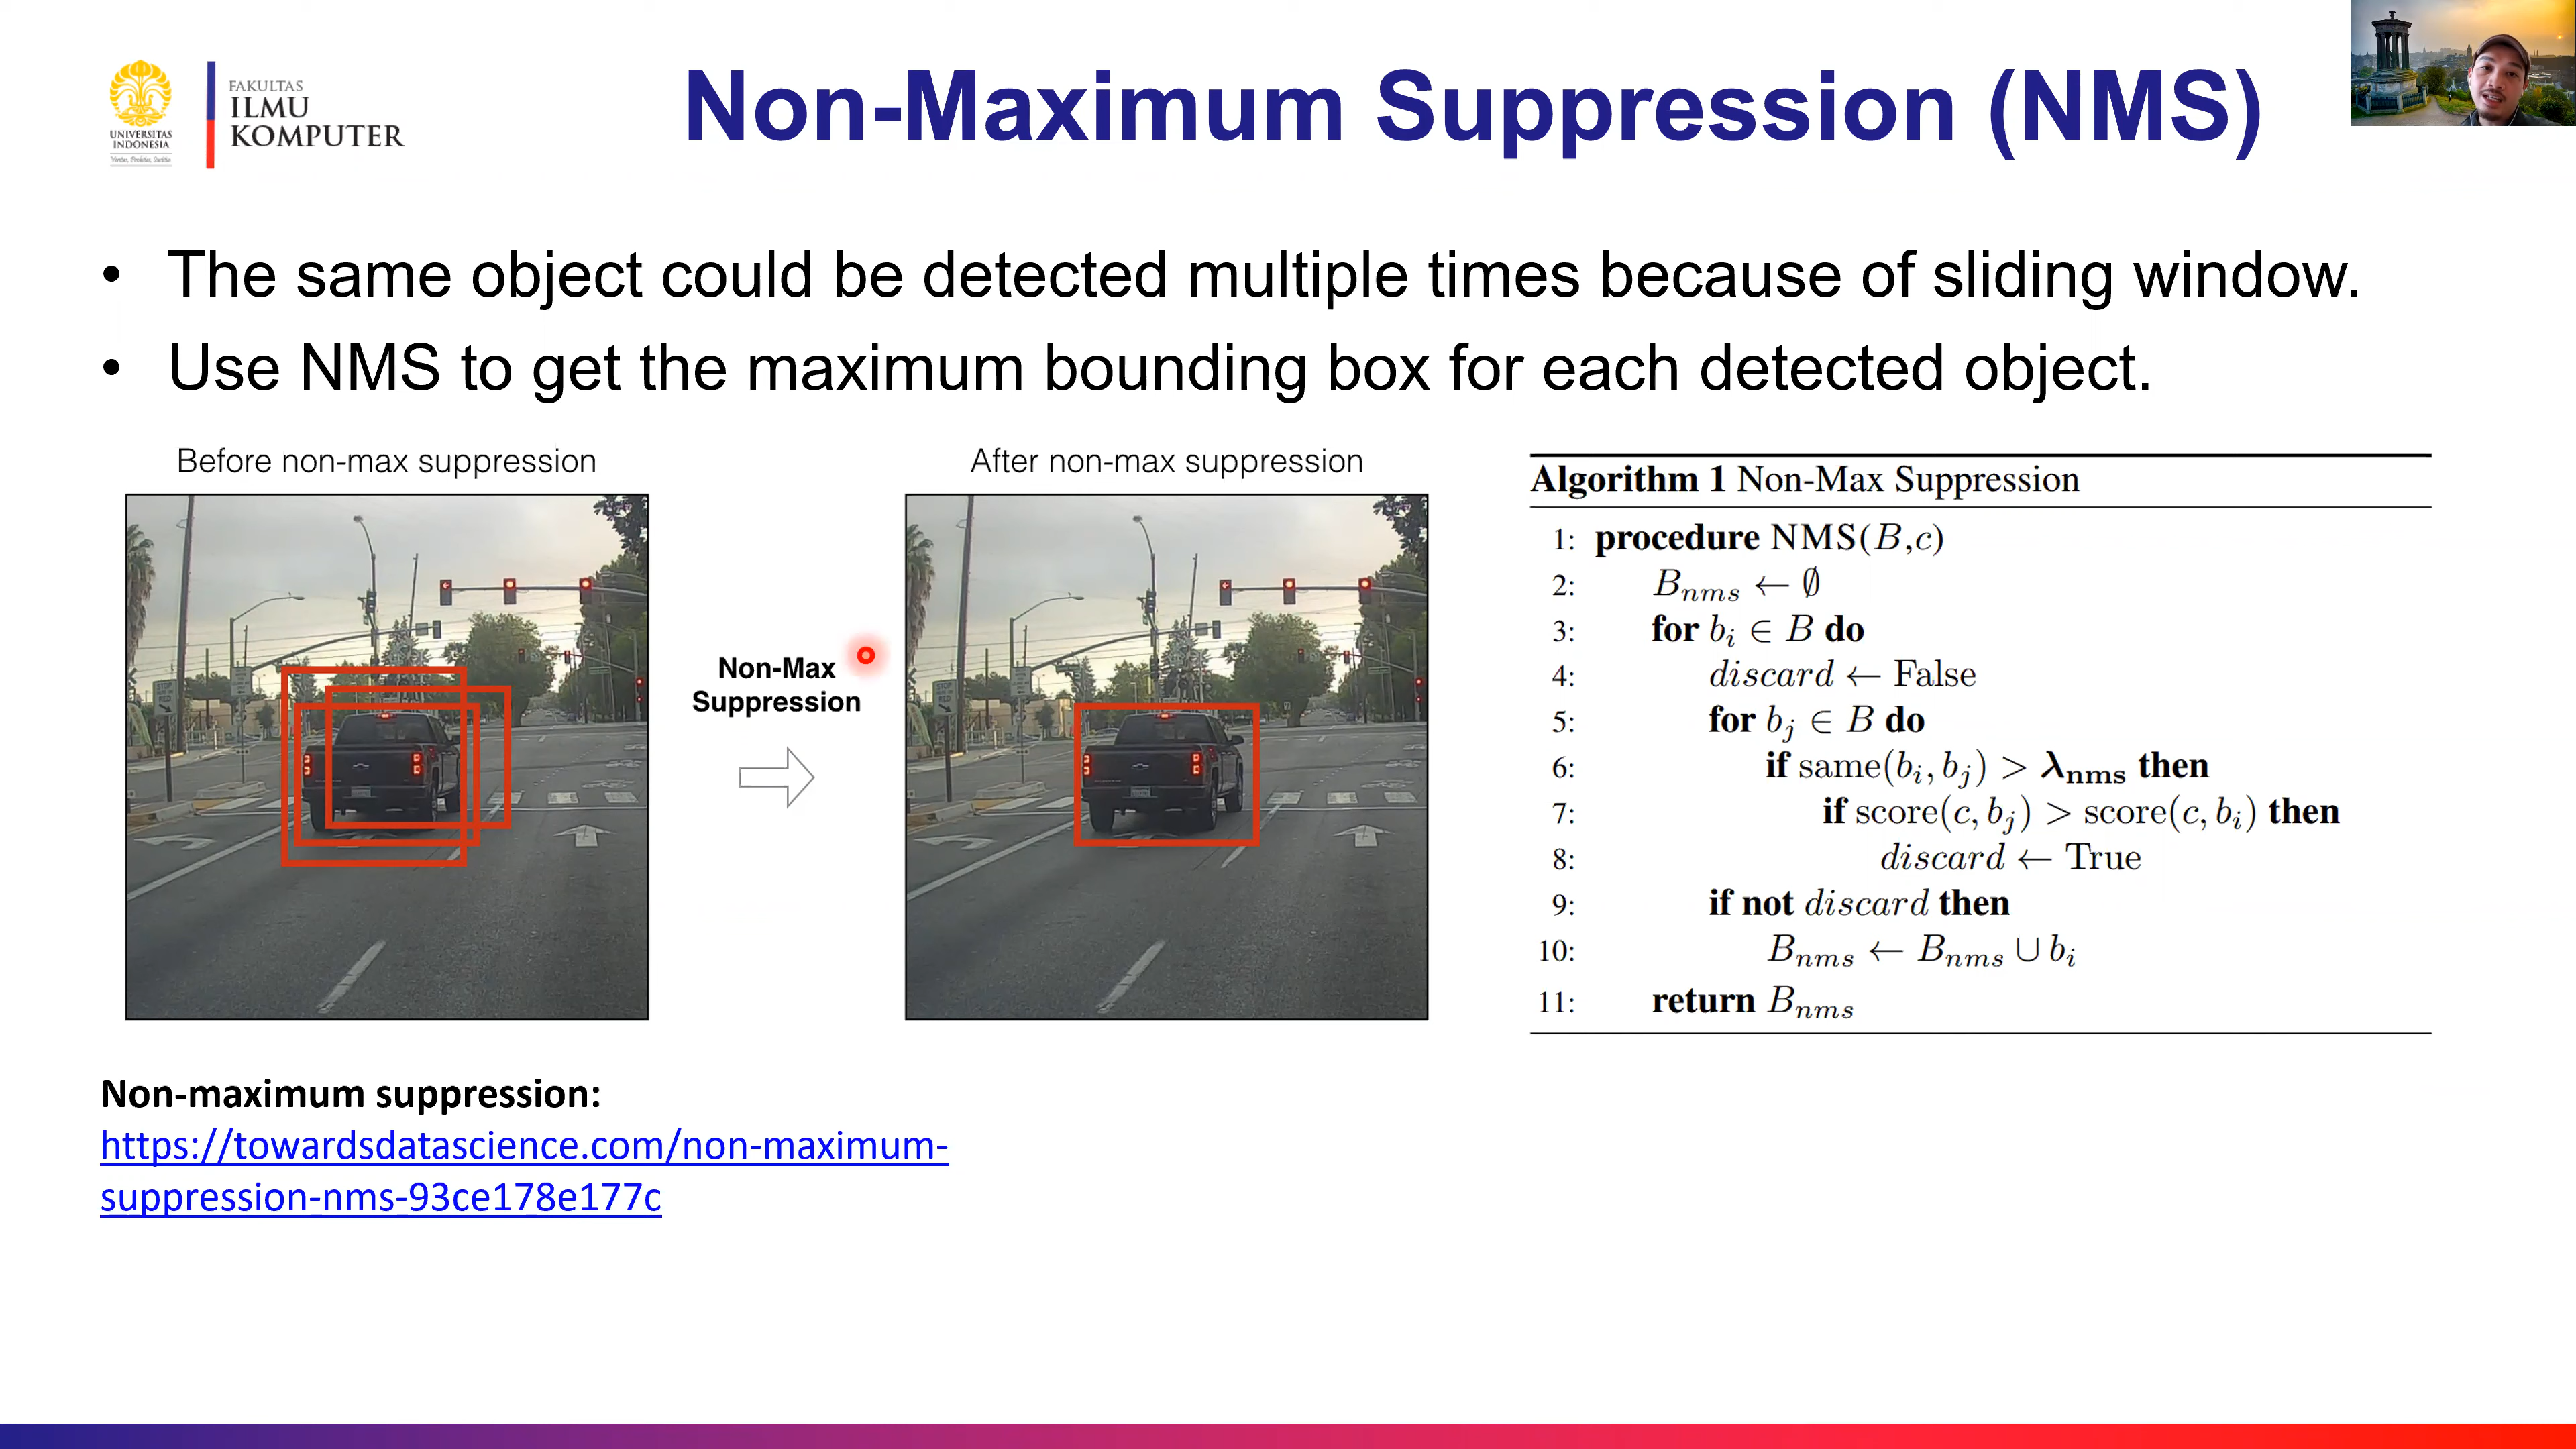 UNIVERSITAS
INDONESIA
Veritas, Probitas, Iustitia
FAKULTAS
ILMU
KOMPUTER
Non-Maximum Suppression (NMS)
• The same object could be detected multiple times because of sliding window.
• Use NMS to get the maximum bounding box for each detected object.
Before non-max suppression
Non-Max
Suppression
After non-max suppression
Algorithm 1 Non-Max Suppression
1: procedure NMS(B,c)
2: B_nms ← ∅
3: for b_i ∈ B do
4: discard ← False
5: for b_j ∈ B do
6: if same(b_i, b_j) > λ_nms then
7: if score(c, b_j) > score(c, b_i) then
8: discard ← True
9: if not discard then
10: B_nms ← B_nms ∪ b_i
11: return B_nms
Non-maximum suppression:
https://towardsdatascience.com/non-maximum-
suppression-nms-93ce178e177c